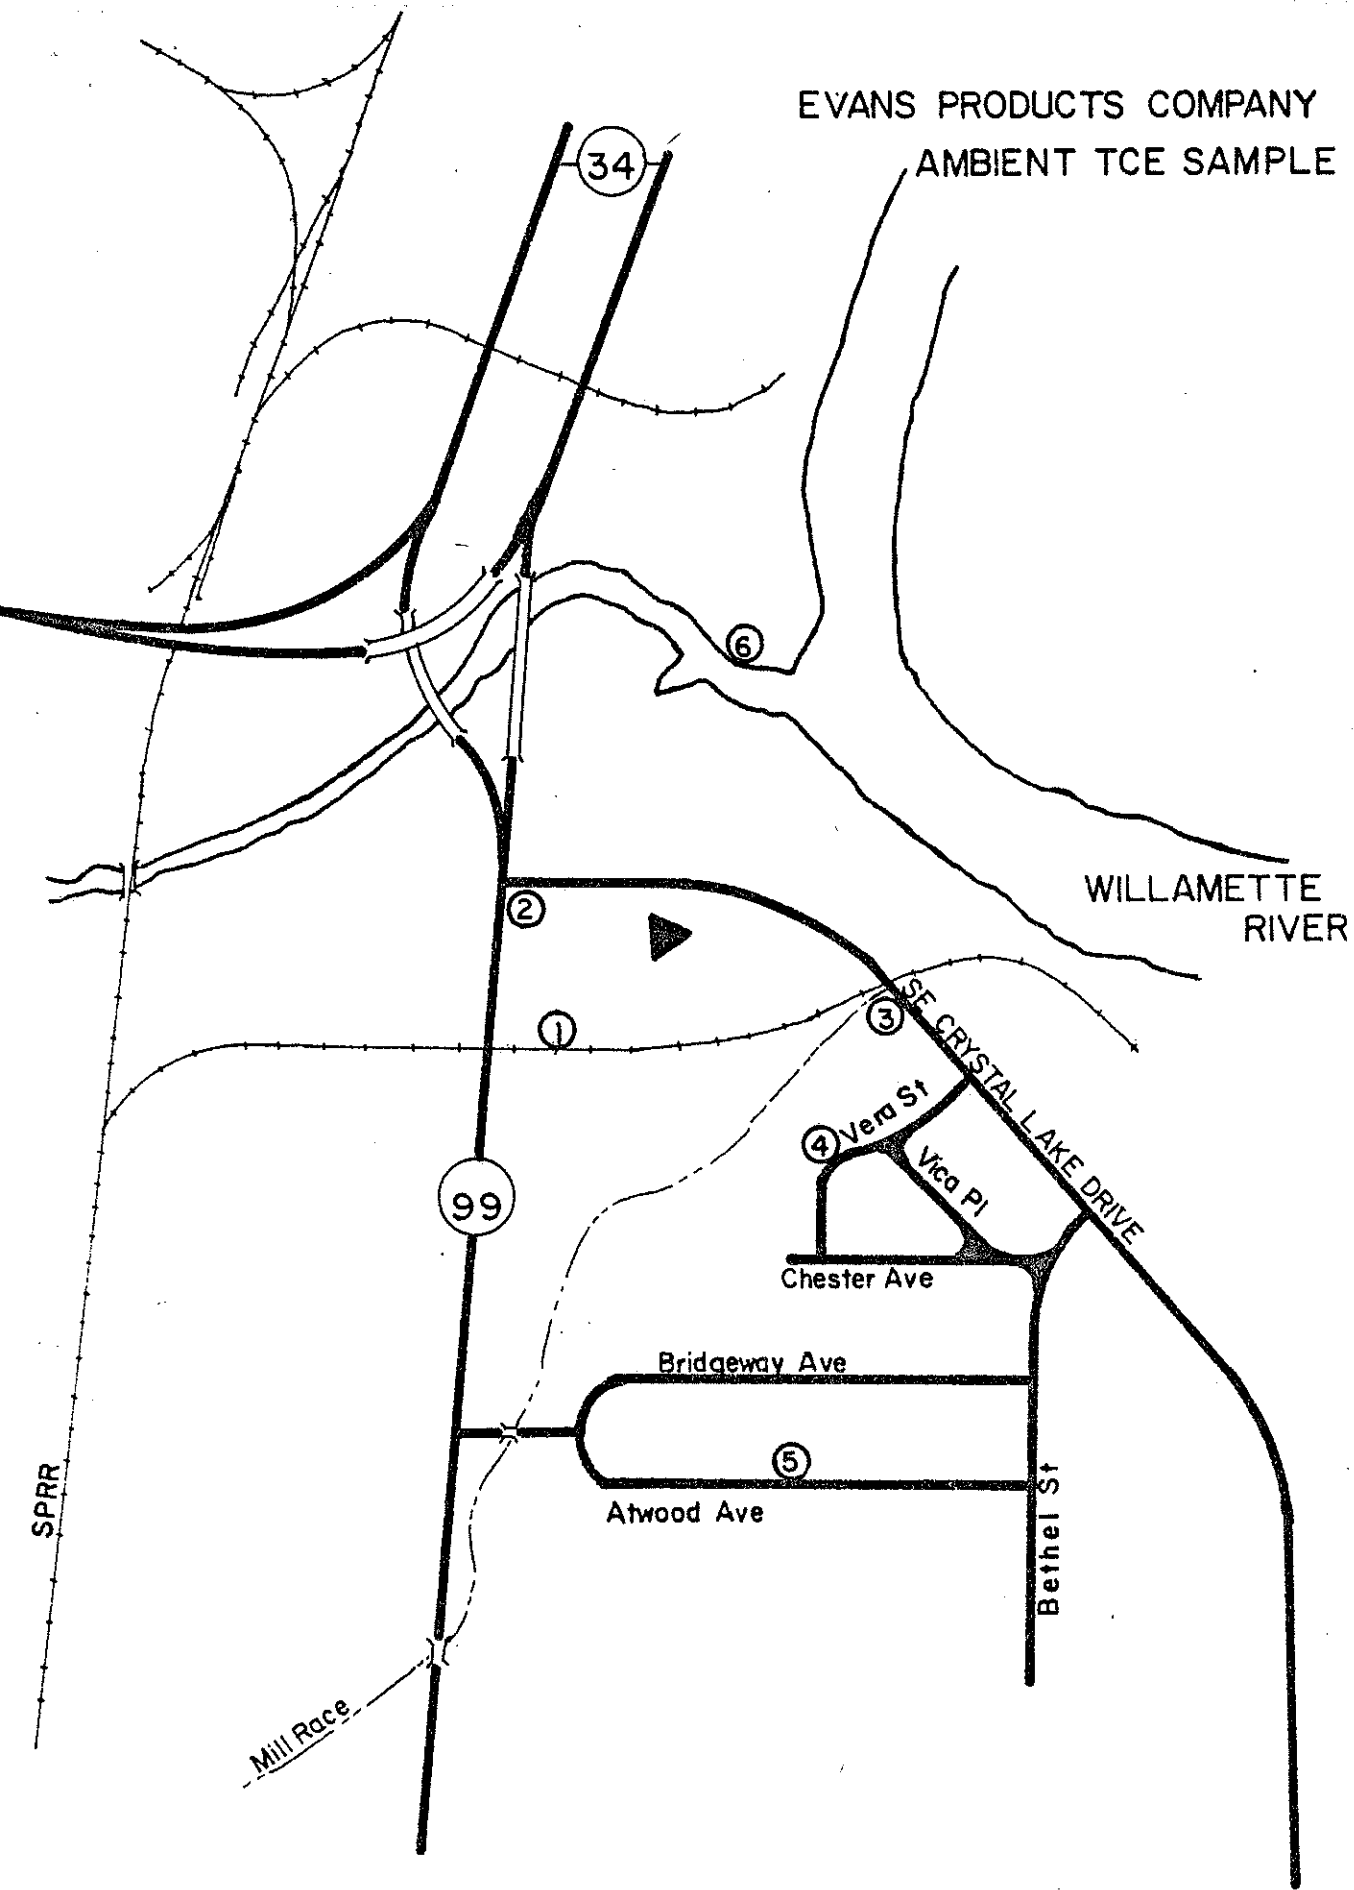 EVANS PRODUCTS COMPANY
AMBIENT TCE SAMPLE
34
6
WILLAMETTE
RIVER
2
SE CRYSTAL LAKE DRIVE
3
1
Vera St
4
Vica Pl
99
Chester Ave
Bridgeway Ave
5
Atwood Ave
Bethel St
SPRR
Mill Race